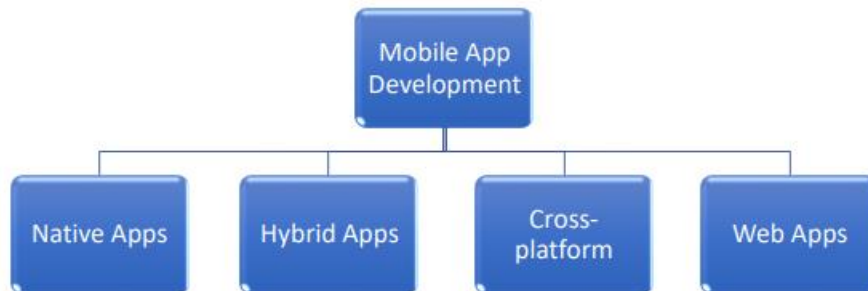 Mobile App
Development
Native Apps
Hybrid Apps
Cross-
platform
Web Apps